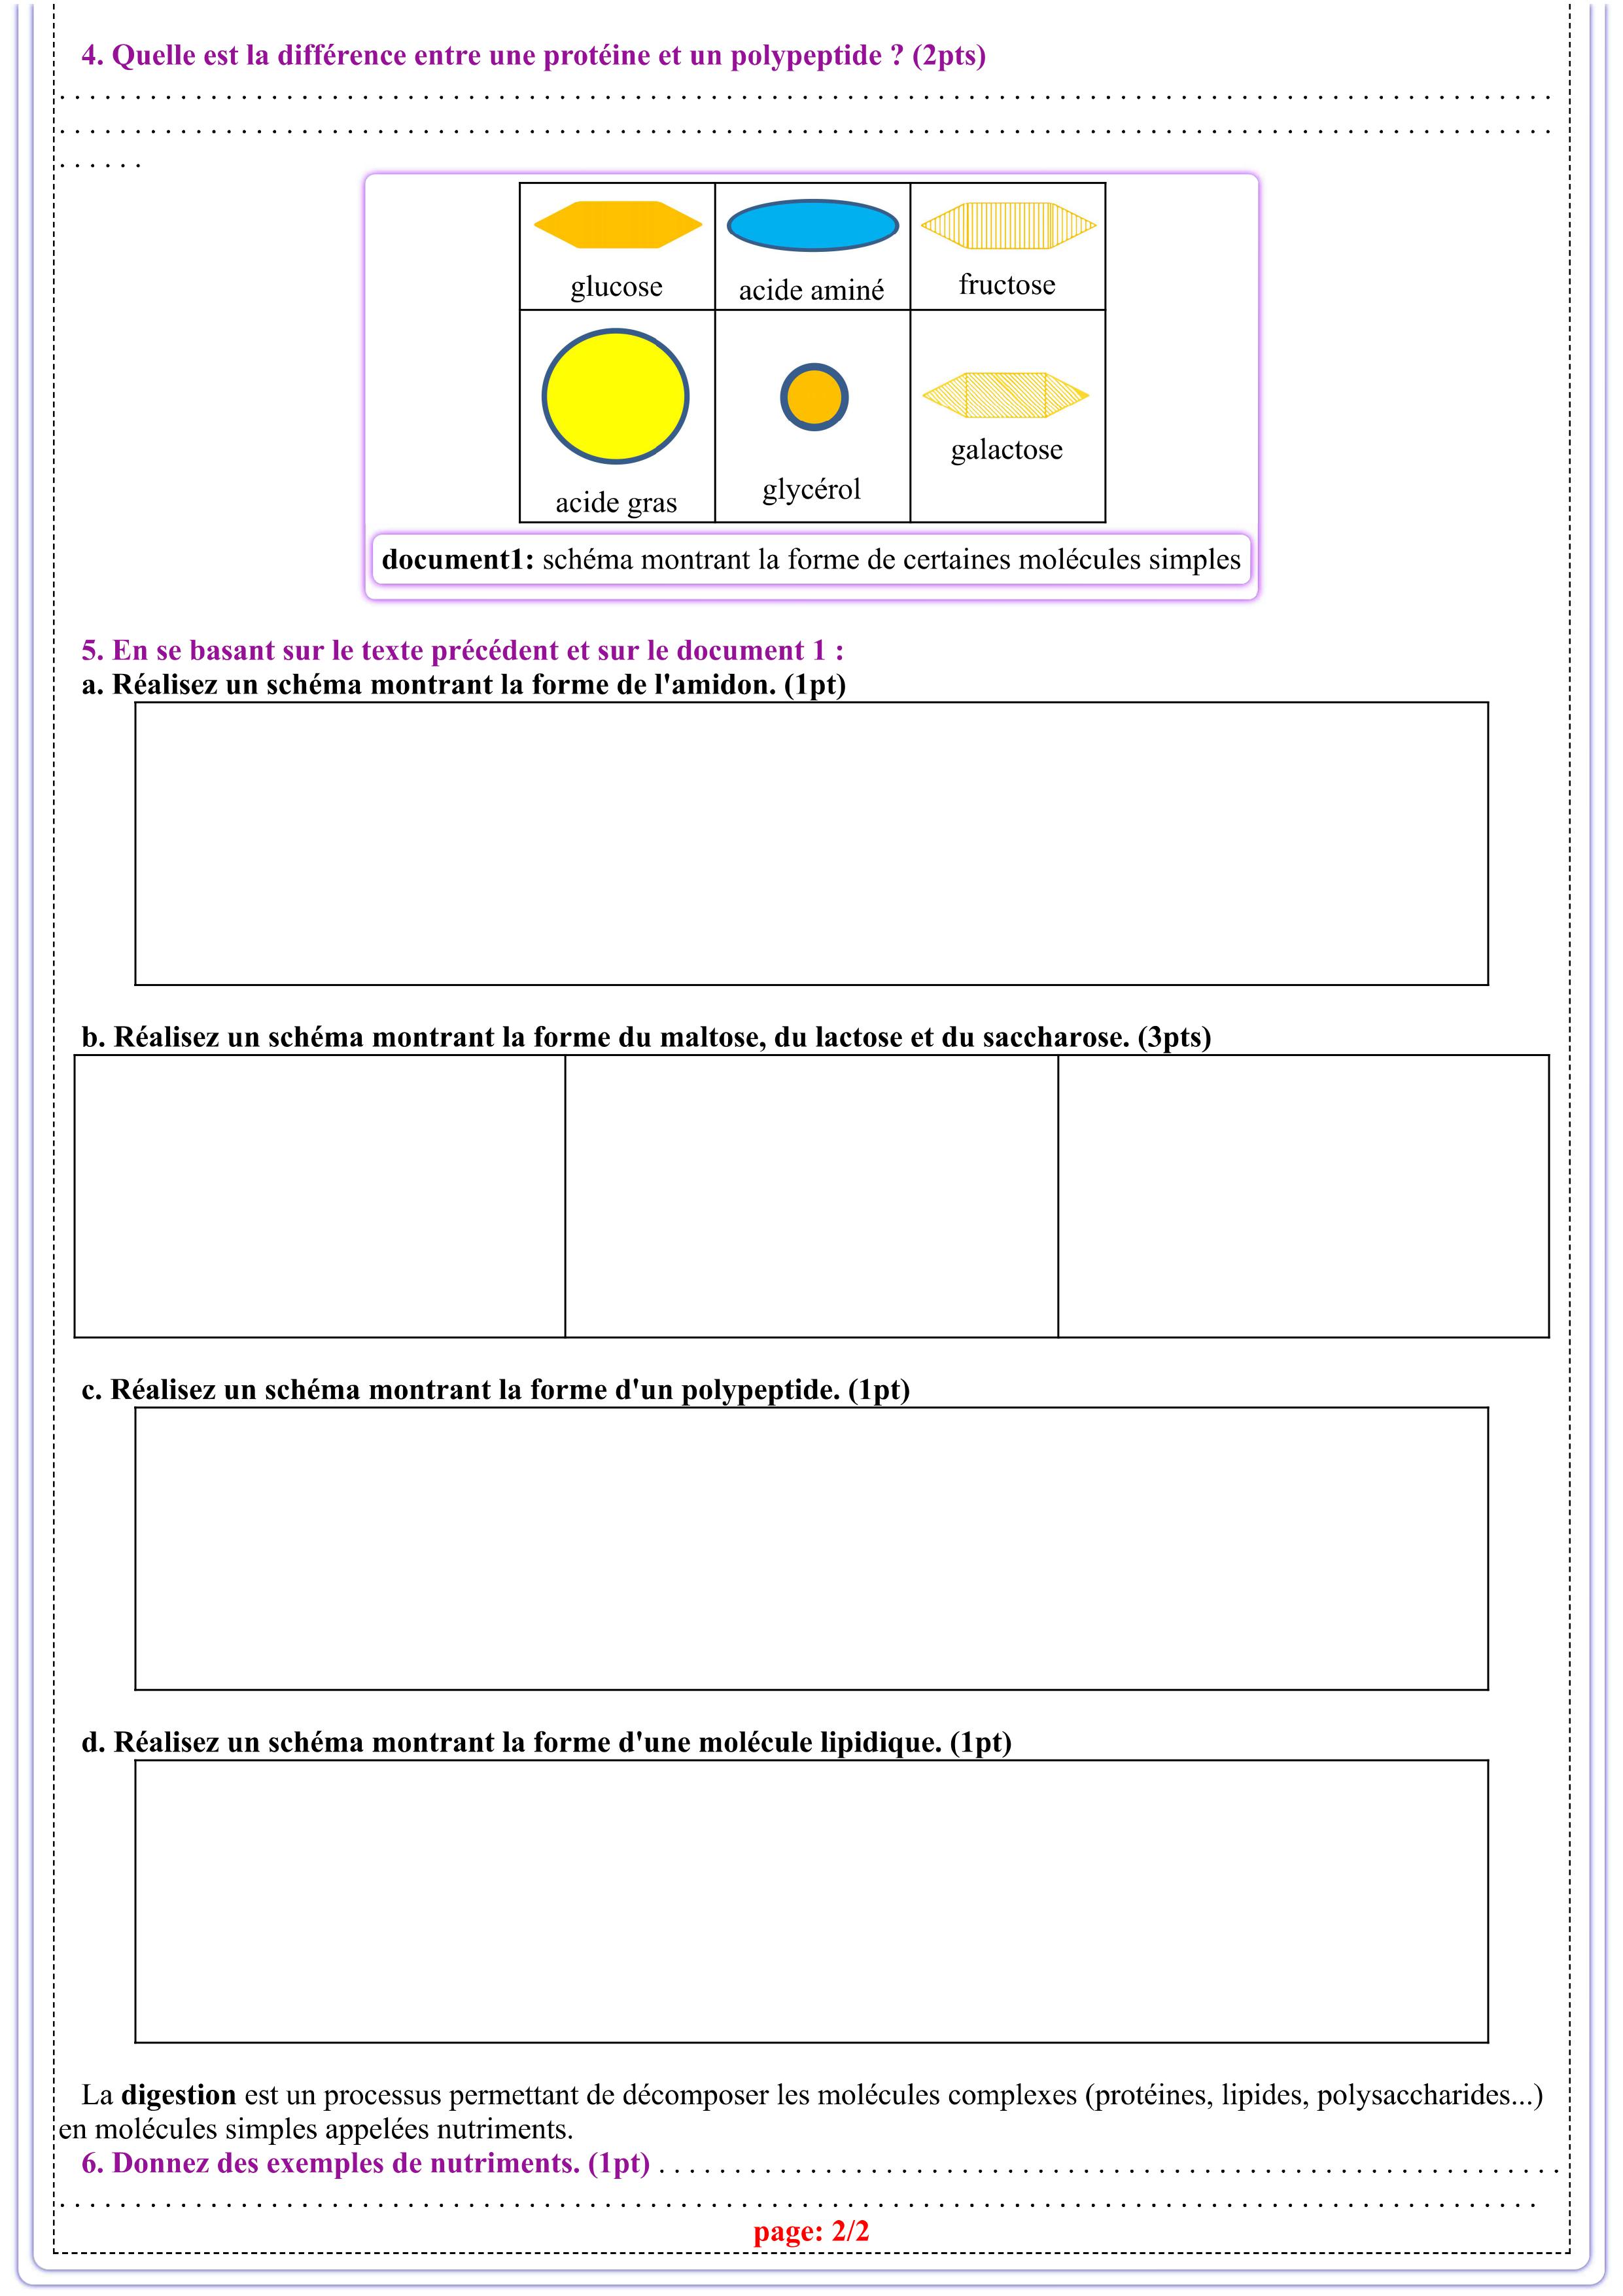 4. Quelle est la différence entre une protéine et un polypeptide ? (2pts)
. . . . . . . . . . . . . . . . . . . . . . . . . . . . . . . . . . . . . . . . . . . . . . . . . . . . . . . . . . . . . . . . . . . . . . . . . . . . . . . . . . . . . . . . . . . . . . . . . . .
. . . . . . . . . . . . . . . . . . . . . . . . . . . . . . . . . . . . . . . . . . . . . . . . . . . . . . . . . . . . . . . . . . . . . . . . . . . . . . . . . . . . . . . . . . . . . . . . . . .
. . . . . .
glucose
acide aminé
fructose
acide gras
glycérol
galactose
document1: schéma montrant la forme de certaines molécules simples
5. En se basant sur le texte précédent et sur le document 1 :
a. Réalisez un schéma montrant la forme de l'amidon. (1pt)
b. Réalisez un schéma montrant la forme du maltose, du lactose et du saccharose. (3pts)
c. Réalisez un schéma montrant la forme d'un polypeptide. (1pt)
d. Réalisez un schéma montrant la forme d'une molécule lipidique. (1pt)
La digestion est un processus permettant de décomposer les molécules complexes (protéines, lipides, polysaccharides...)
en molécules simples appelées nutriments.
6. Donnez des exemples de nutriments. (1pt) . . . . . . . . . . . . . . . . . . . . . . . . . . . . . . . . . . . . . . . . . . . . . . . . . . . . . . . . . . . .
. . . . . . . . . . . . . . . . . . . . . . . . . . . . . . . . . . . . . . . . . . . . . . . . . . . . . . . . . . . . . . . . . . . . . . . . . . . . . . . . . . . . . . . . . . . . . . . . . .
page: 2/2